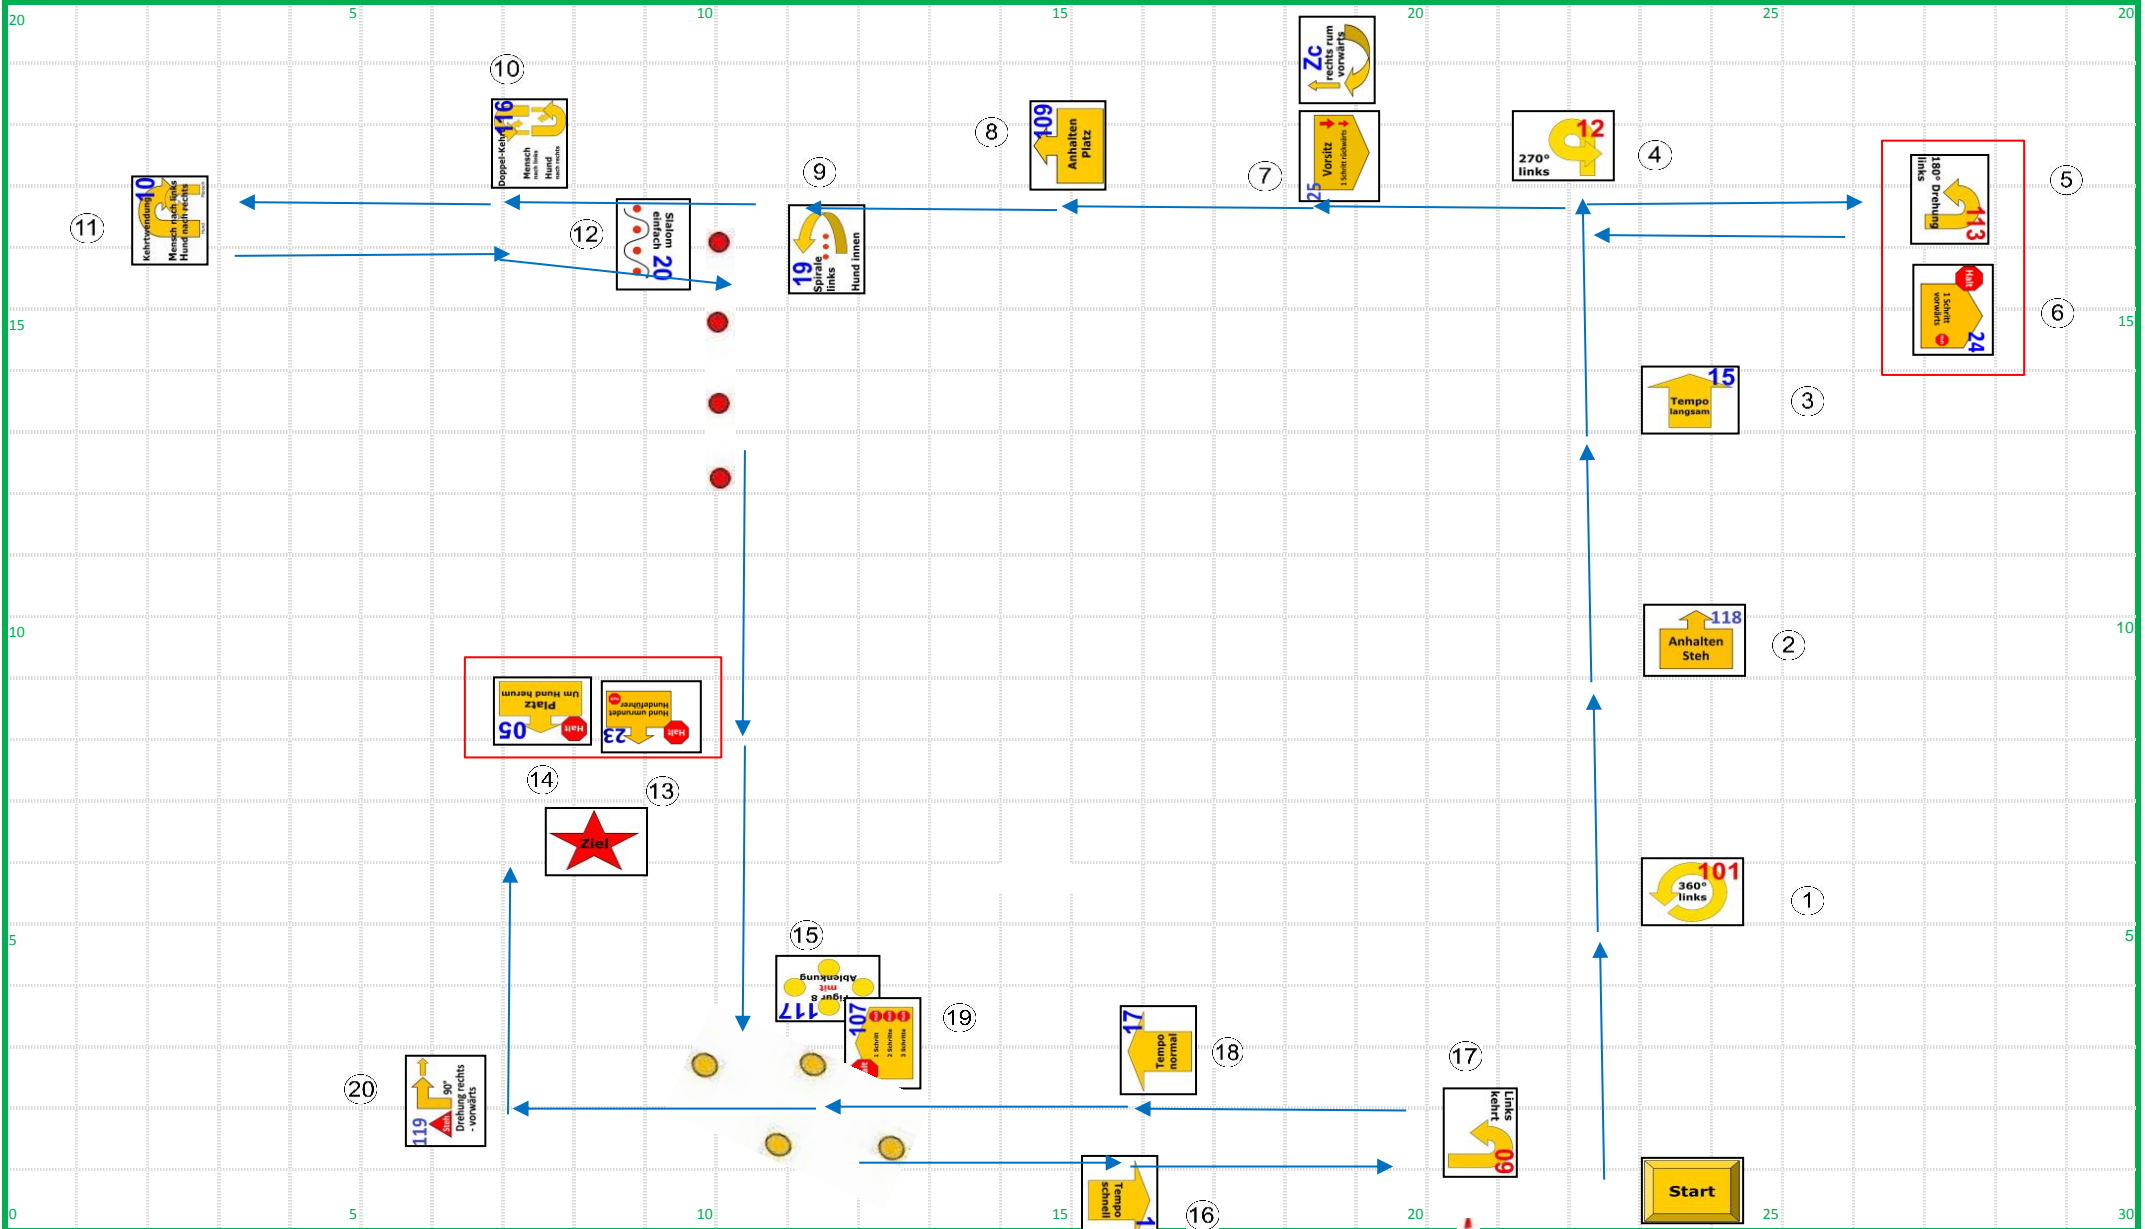 20
5
10
15
20
25
20
10
Zc
rechts rum
vorwärts
116
Doppel-Kehrt
Mensch
nach links
Hund
nach rechts
8
109
Anhalten
Platz
7
25
Vorsitz
1 Schritt rückwärts
12
270°
links
4
5
180° Drehung
links
113
11
10
Kehrtwendung
Mensch nach links
Hund nach rechts
12
Slalom
einfach
20
9
19
Spirale
links
Hund innen
Halt
1 Schritt
vorwärts
24
6
15
15
15
Tempo
langsam
3
10
10
118
Anhalten
Steh
2
Um Hund herum
Platz
05
Halt
Hund umrundet
Hundeführer
23
Halt
14
13
Ziel
101
360°
links
1
5
5
15
Figur 8
mit
Ablenkung
117
107
1 Schritt
2 Schritte
3 Schritte
19
17
Tempo
normal
18
17
20
119
Steh
90°
Drehung rechts
- vorwärts
Links
kehrt
09
Start
Tempo
schnell
1
16
0
5
10
15
20
25
30